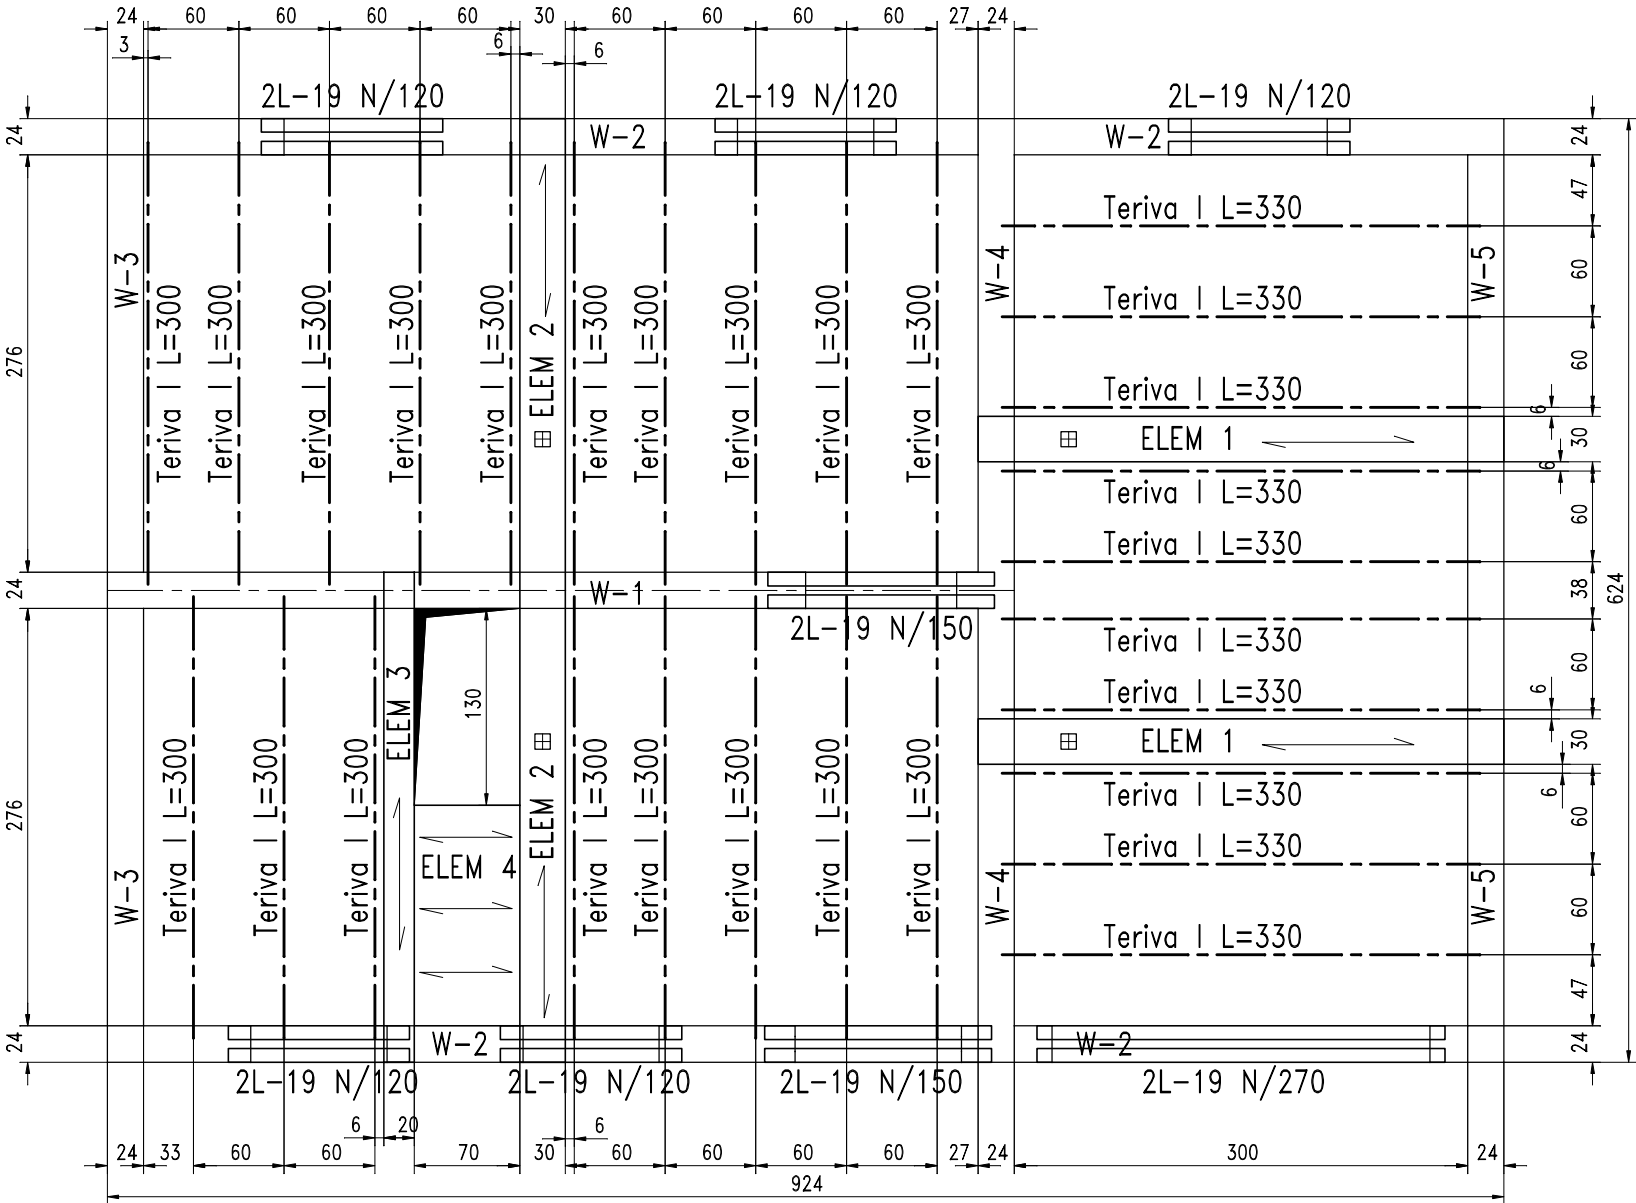 24 60 60 60 60 30 60 60 60 60 27 24
3 6 6
2L-19 N/120 2L-19 N/120 2L-19 N/120
24 W-2 W-2 24
47
Teriva I L=330
60
W-3 W-4 W-5
Teriva I L=330
Teriva I L=300 Teriva I L=300 Teriva I L=300 Teriva I L=300 Teriva I L=300 ELEM 2 Teriva I L=300 Teriva I L=300 Teriva I L=300 Teriva I L=300 Teriva I L=300
276
60
Teriva I L=330
6
ELEM 1 30
6
Teriva I L=330
60
Teriva I L=330
24 W-1 38 624
2L-19 N/150
Teriva I L=330
60
ELEM 3 130
Teriva I L=330
6
ELEM 1 30
6
Teriva I L=300 Teriva I L=300 Teriva I L=300 ELEM 2 Teriva I L=300 Teriva I L=300 Teriva I L=300 Teriva I L=300 Teriva I L=300
Teriva I L=330
276
60
Teriva I L=330
ELEM 4
W-3 W-4 W-5
60
Teriva I L=330
47
24 W-2 W-2 24
2L-19 N/120 2L-19 N/120 2L-19 N/150 2L-19 N/270
6 20 6
24 33 60 60 70 30 60 60 60 60 27 24 300 24
924